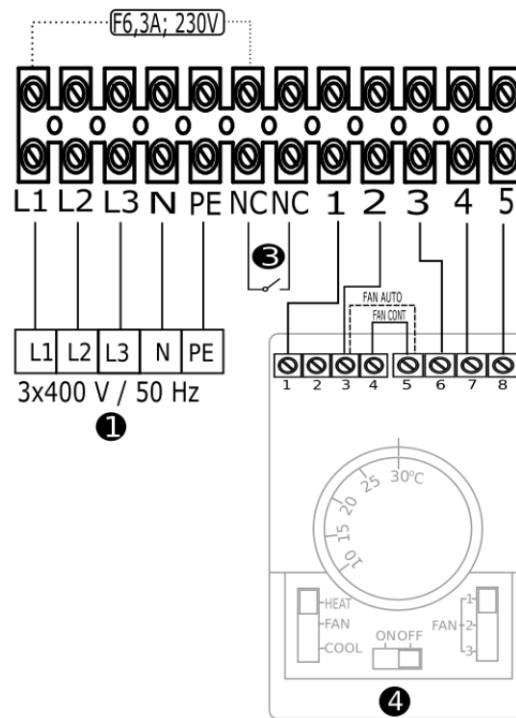 F6,3A; 230V
L1 L2 L3 N PE NC NC 1 2 3 4 5
3
FAN AUTO
FAN CONT
L1 L2 L3 N PE
3x400 V / 50 Hz
1
1 2 3 4 5 6 7 8
10 15 20 25 30ºC
HEAT
FAN
COOL
ON OFF
FAN
1
2
3
4